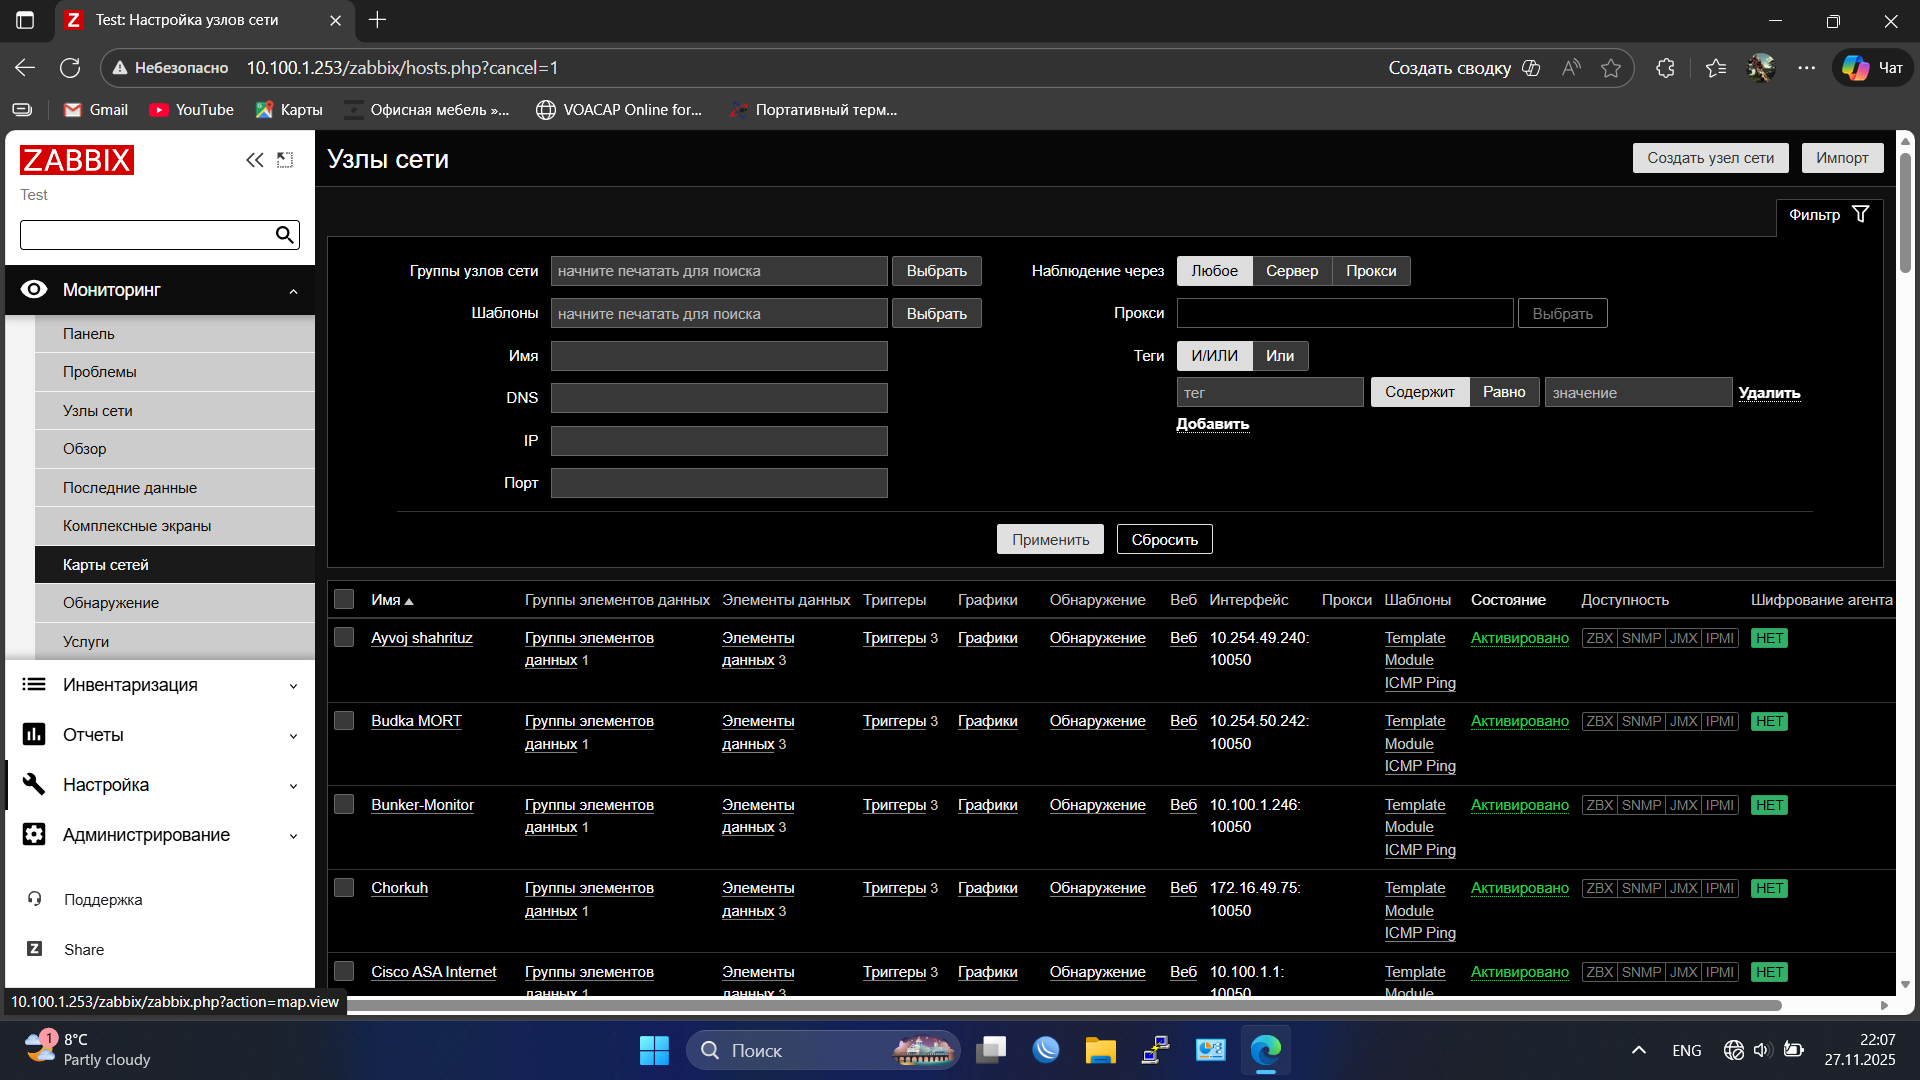 Test: Настройка узлов сети
Небезопасно 10.100.1.253/zabbix/hosts.php?cancel=1
Создать сводку
Чат
Gmail YouTube Карты Офисная мебель »... VOACAP Online for... Портативный терм...
ZABBIX
Test
Мониторинг
Панель
Проблемы
Узлы сети
Обзор
Последние данные
Комплексные экраны
Карты сетей
Обнаружение
Услуги
Инвентаризация
Отчеты
Настройка
Администрирование
Поддержка
Share
10.100.1.253/zabbix/zabbix.php?action=map.view
Узлы сети
Создать узел сети Импорт
Фильтр
Группы узлов сети начните печатать для поиска Выбрать
Шаблоны начните печатать для поиска Выбрать
Имя
DNS
IP
Порт
Наблюдение через Любое Сервер Прокси
Прокси Выбрать
Теги И/ИЛИ Или
тег Содержит Равно значение Удалить
Добавить
Применить Сбросить
Имя Группы элементов данных Элементы данных Триггеры Графики Обнаружение Веб Интерфейс Прокси Шаблоны Состояние Доступность Шифрование агента
Ayvoj shahrituz Группы элементов Элементы Триггеры 3 Графики Обнаружение Веб 10.254.49.240: Template Активировано ZBX SNMP JMX IPMI НЕТ
данных 1 данных 3 10050 Module
ICMP Ping
Budka MORT Группы элементов Элементы Триггеры 3 Графики Обнаружение Веб 10.254.50.242: Template Активировано ZBX SNMP JMX IPMI НЕТ
данных 1 данных 3 10050 Module
ICMP Ping
Bunker-Monitor Группы элементов Элементы Триггеры 3 Графики Обнаружение Веб 10.100.1.246: Template Активировано ZBX SNMP JMX IPMI НЕТ
данных 1 данных 3 10050 Module
ICMP Ping
Chorkuh Группы элементов Элементы Триггеры 3 Графики Обнаружение Веб 172.16.49.75: Template Активировано ZBX SNMP JMX IPMI НЕТ
данных 1 данных 3 10050 Module
ICMP Ping
Cisco ASA Internet Группы элементов Элементы Триггеры 3 Графики Обнаружение Веб 10.100.1.1: Template Активировано ZBX SNMP JMX IPMI НЕТ
данных 1 данных 3 10050 Module
1
8°C
Partly cloudy
Поиск
ENG
22:07
27.11.2025